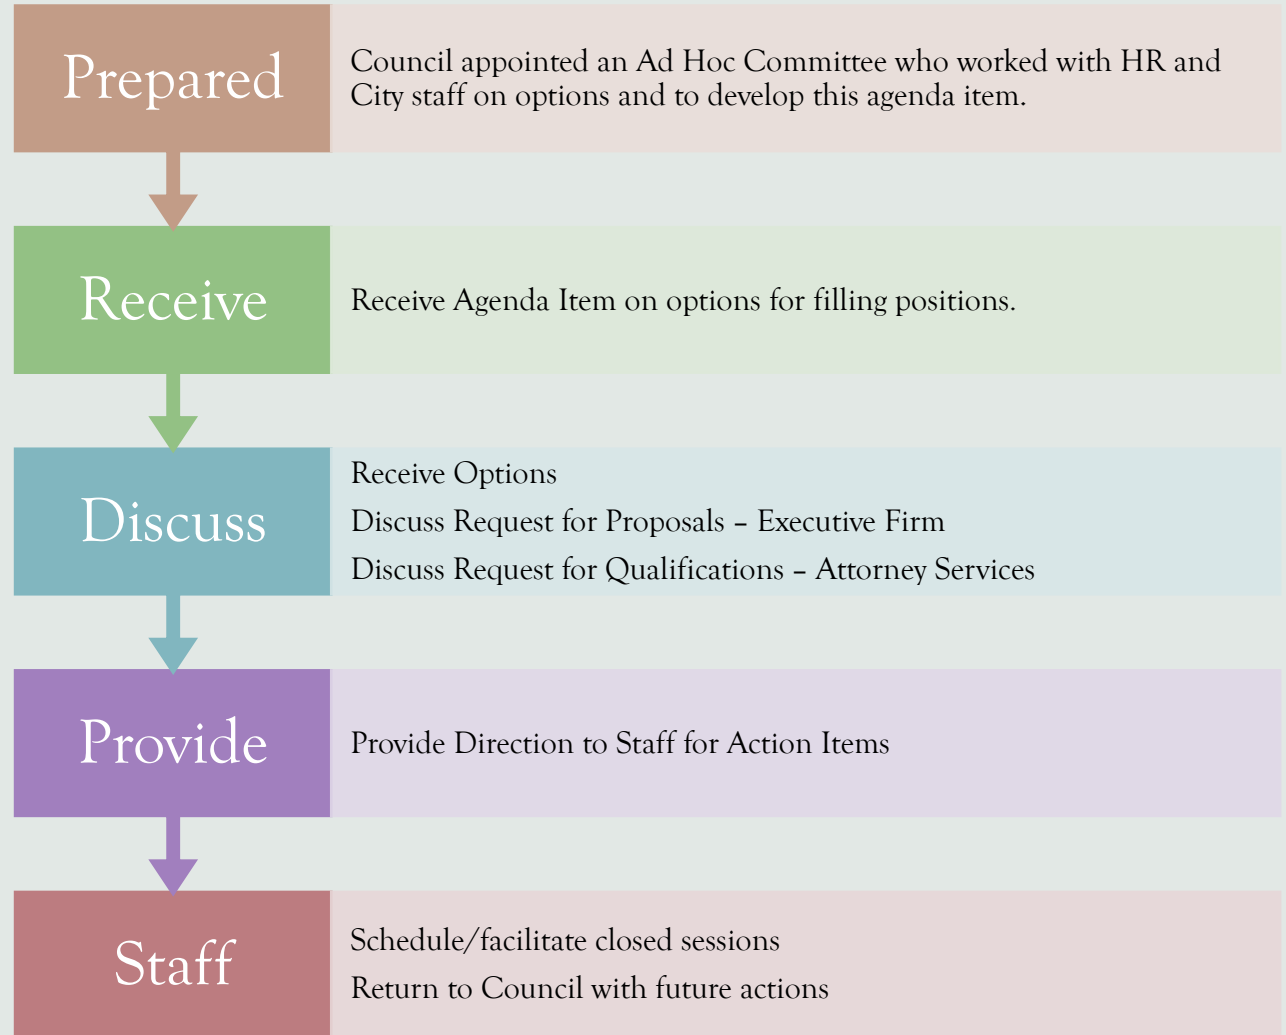 Prepared
Council appointed an Ad Hoc Committee who worked with HR and
City staff on options and to develop this agenda item.
Receive
Receive Agenda Item on options for filling positions.
Discuss
Receive Options
Discuss Request for Proposals – Executive Firm
Discuss Request for Qualifications – Attorney Services
Provide
Provide Direction to Staff for Action Items
Staff
Schedule/facilitate closed sessions
Return to Council with future actions